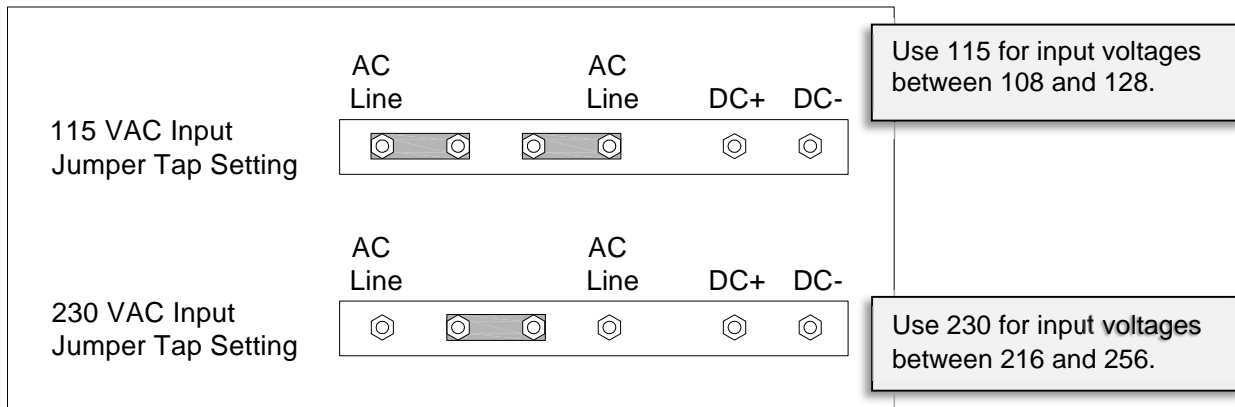 AC
Line
AC
Line
DC+ DC-
115 VAC Input
Jumper Tap Setting
Use 115 for input voltages
between 108 and 128.
AC
Line
AC
Line
DC+ DC-
230 VAC Input
Jumper Tap Setting
Use 230 for input voltages
between 216 and 256.